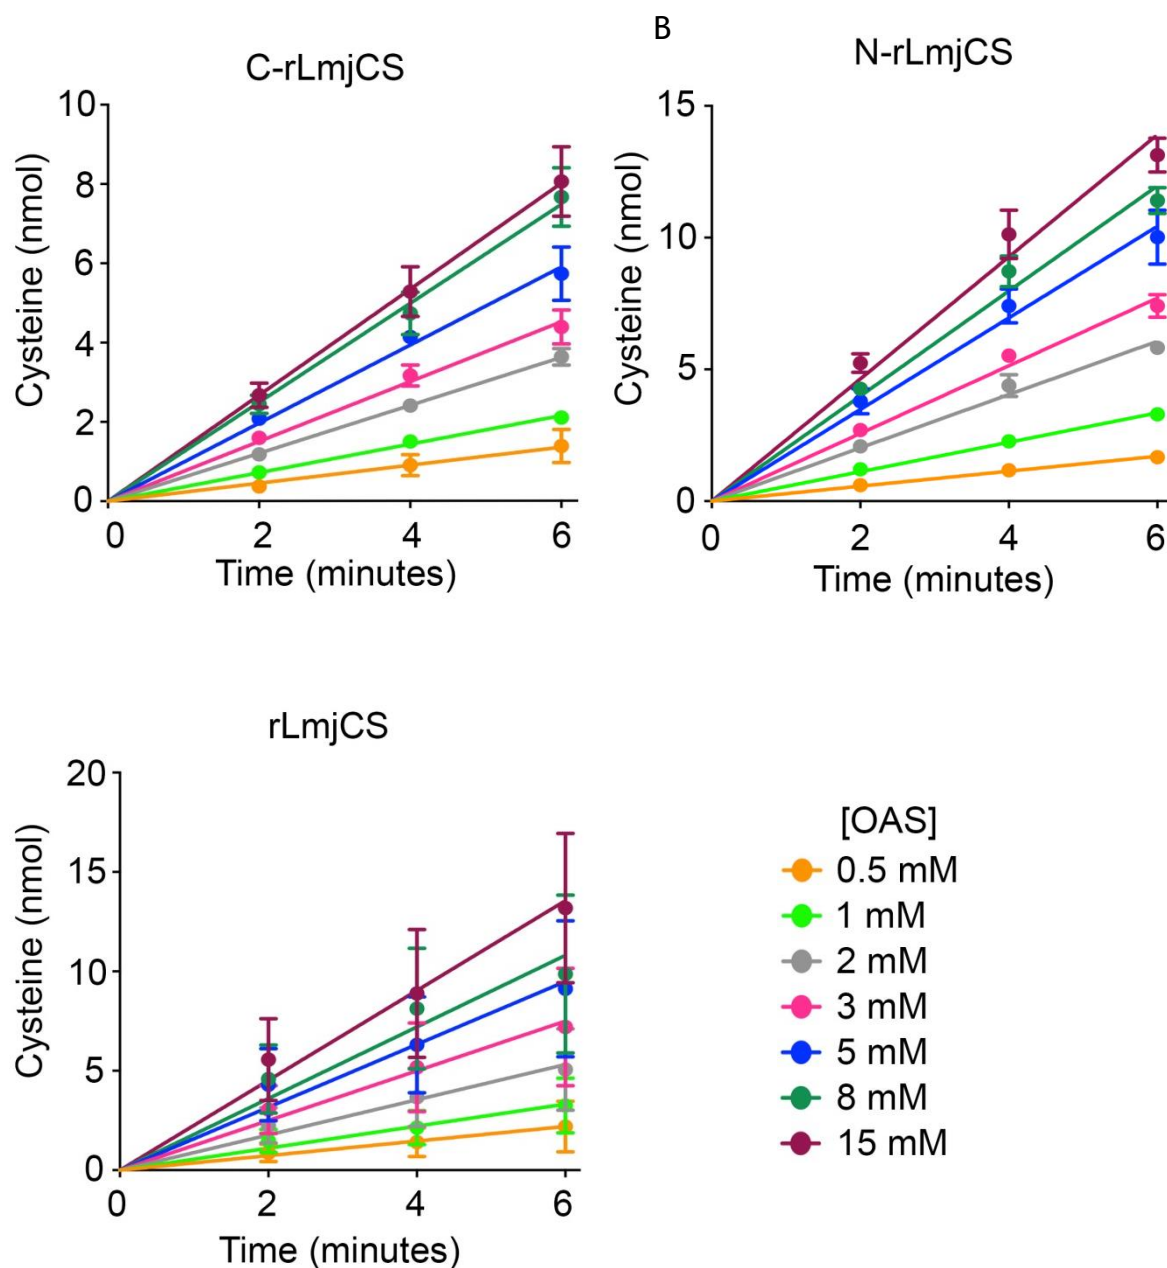 B
C-rLmjCS
N-rLmjCS
Cysteine (nmol)
10
8
6
4
2
0
0
2
4
6
Time (minutes)
Cysteine (nmol)
15
10
5
0
0
2
4
6
Time (minutes)
rLmjCS
Cysteine (nmol)
20
15
10
5
0
0
2
4
6
Time (minutes)
[OAS]
0.5 mM
1 mM
2 mM
3 mM
5 mM
8 mM
15 mM